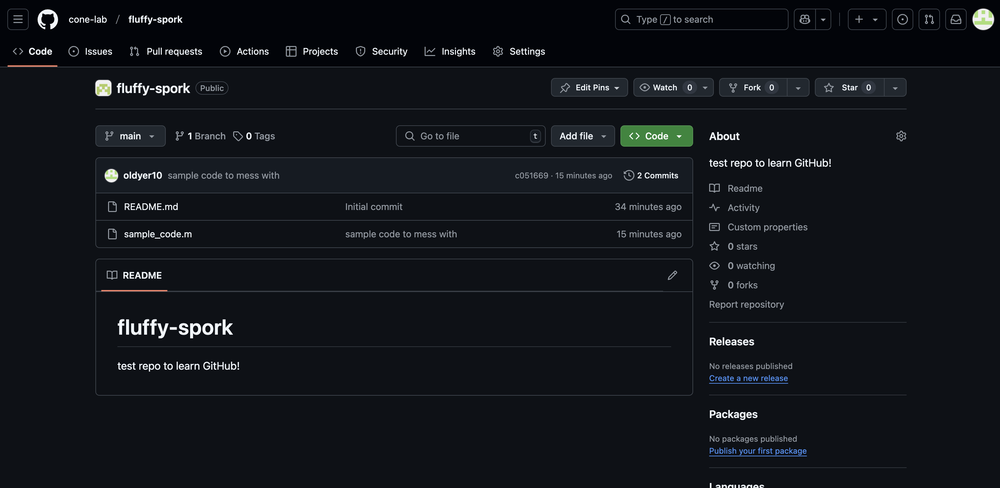 cone-lab / fluffy-spork
Type / to search
Code Issues Pull requests Actions Projects Security Insights Settings
fluffy-spork Public
Edit Pins Watch 0 Fork 0 Star 0
main 1 Branch 0 Tags
Go to file t Add file Code
oldyer10 sample code to mess with c051669 · 15 minutes ago 2 Commits
README.md Initial commit 34 minutes ago
sample_code.m sample code to mess with 15 minutes ago
README
fluffy-spork
test repo to learn GitHub!
About
test repo to learn GitHub!
Readme
Activity
Custom properties
0 stars
0 watching
0 forks
Report repository
Releases
No releases published
Create a new release
Packages
No packages published
Publish your first package
Languages